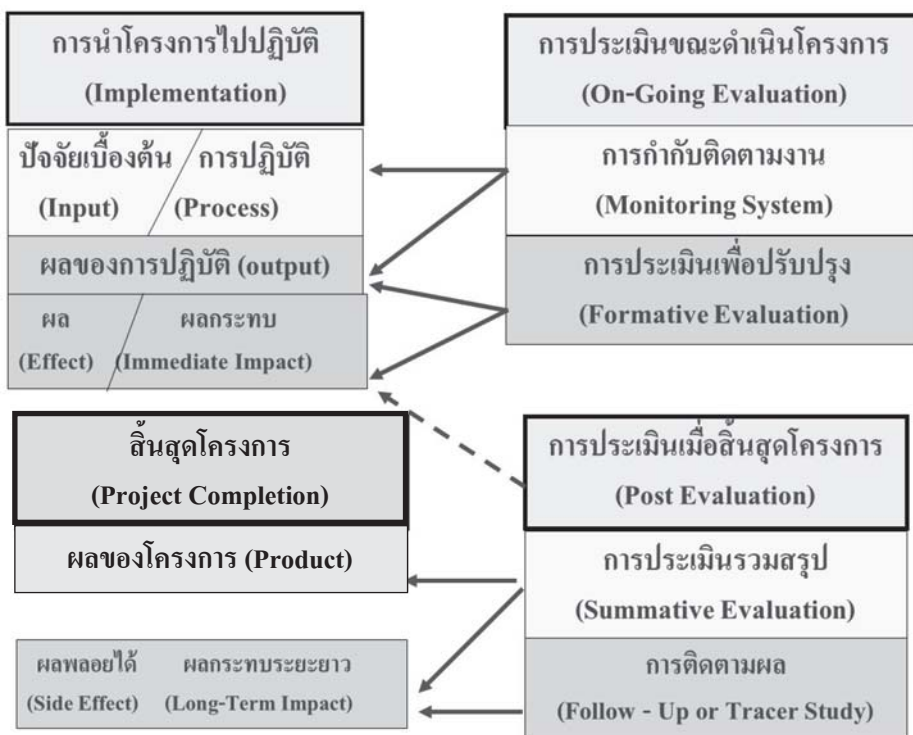 การนำโครงการไปปฏิบัติ
(Implementation)
ปัจจัยเบื้องต้น
(Input)
การปฏิบัติ
(Process)
ผลของการปฏิบัติ (output)
ผล
(Effect)
ผลกระทบ
(Immediate Impact)
การประเมินขณะดำเนินโครงการ
(On-Going Evaluation)
การกำกับติดตามงาน
(Monitoring System)
การประเมินเพื่อปรับปรุง
(Formative Evaluation)
สิ้นสุดโครงการ
(Project Completion)
ผลของโครงการ (Product)
ผลพลอยได้
(Side Effect)
ผลกระทบระยะยาว
(Long-Term Impact)
การประเมินเมื่อสิ้นสุดโครงการ
(Post Evaluation)
การประเมินรวมสรุป
(Summative Evaluation)
การติดตามผล
(Follow - Up or Tracer Study)